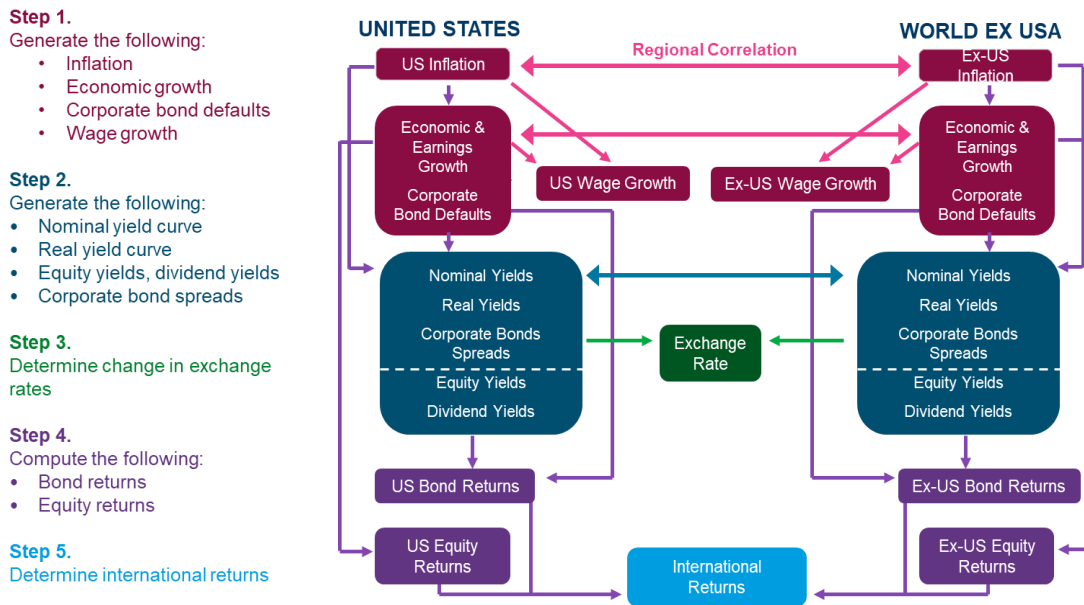 Step 1.
Generate the following:
• Inflation
• Economic growth
• Corporate bond defaults
• Wage growth
Step 2.
Generate the following:
• Nominal yield curve
• Real yield curve
• Equity yields, dividend yields
• Corporate bond spreads
Step 3.
Determine change in exchange
rates
Step 4.
Compute the following:
• Bond returns
• Equity returns
Step 5.
Determine international returns
UNITED STATES
WORLD EX USA
Regional Correlation
US Inflation
Ex-US
Inflation
Economic &
Earnings
Growth
Corporate
Bond Defaults
US Wage Growth
Ex-US Wage Growth
Economic &
Earnings
Growth
Corporate
Bond Defaults
Nominal Yields
Real Yields
Corporate Bonds
Spreads
Equity Yields
Dividend Yields
Exchange
Rate
Nominal Yields
Real Yields
Corporate Bonds
Spreads
Equity Yields
Dividend Yields
US Bond Returns
Ex-US Bond Returns
US Equity
Returns
International
Returns
Ex-US Equity
Returns